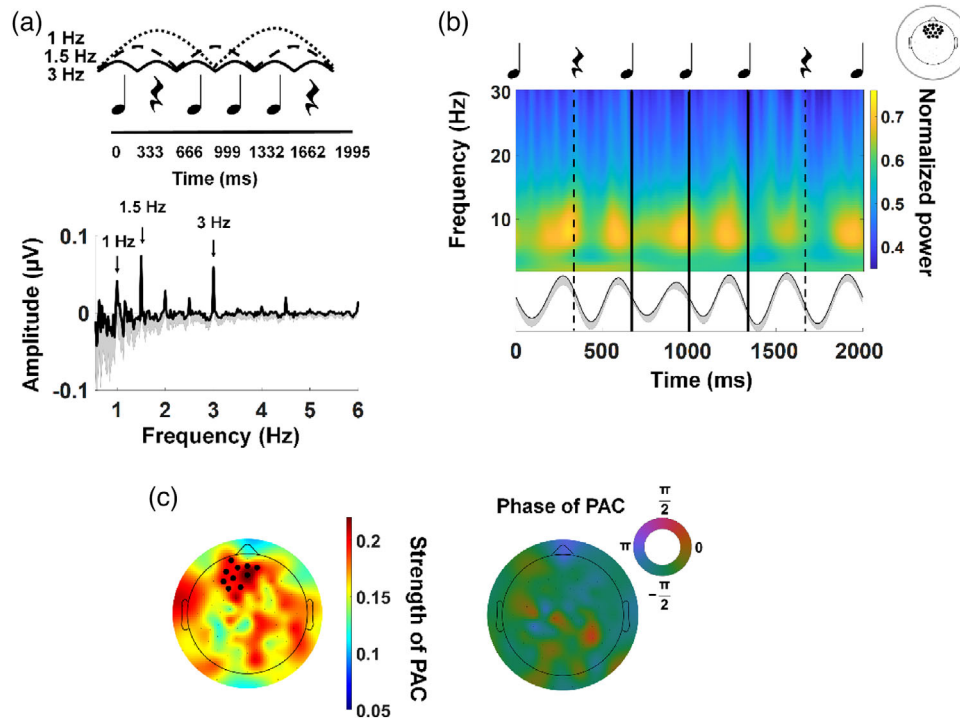 (a)
1 Hz
1.5 Hz
3 Hz
0 333 666 999 1332 1662 1995
Time (ms)
1 Hz
1.5 Hz
3 Hz
0.1
0
-0.1
Amplitude (µV)
1 2 3 4 5 6
Frequency (Hz)
(b)
30
20
10
Frequency (Hz)
0 500 1000 1500 2000
Time (ms)
0.7
0.6
0.5
0.4
Normalized power
(c)
0.2
0.15
0.1
0.05
Strength of PAC
Phase of PAC
π/2
π 0
-π/2